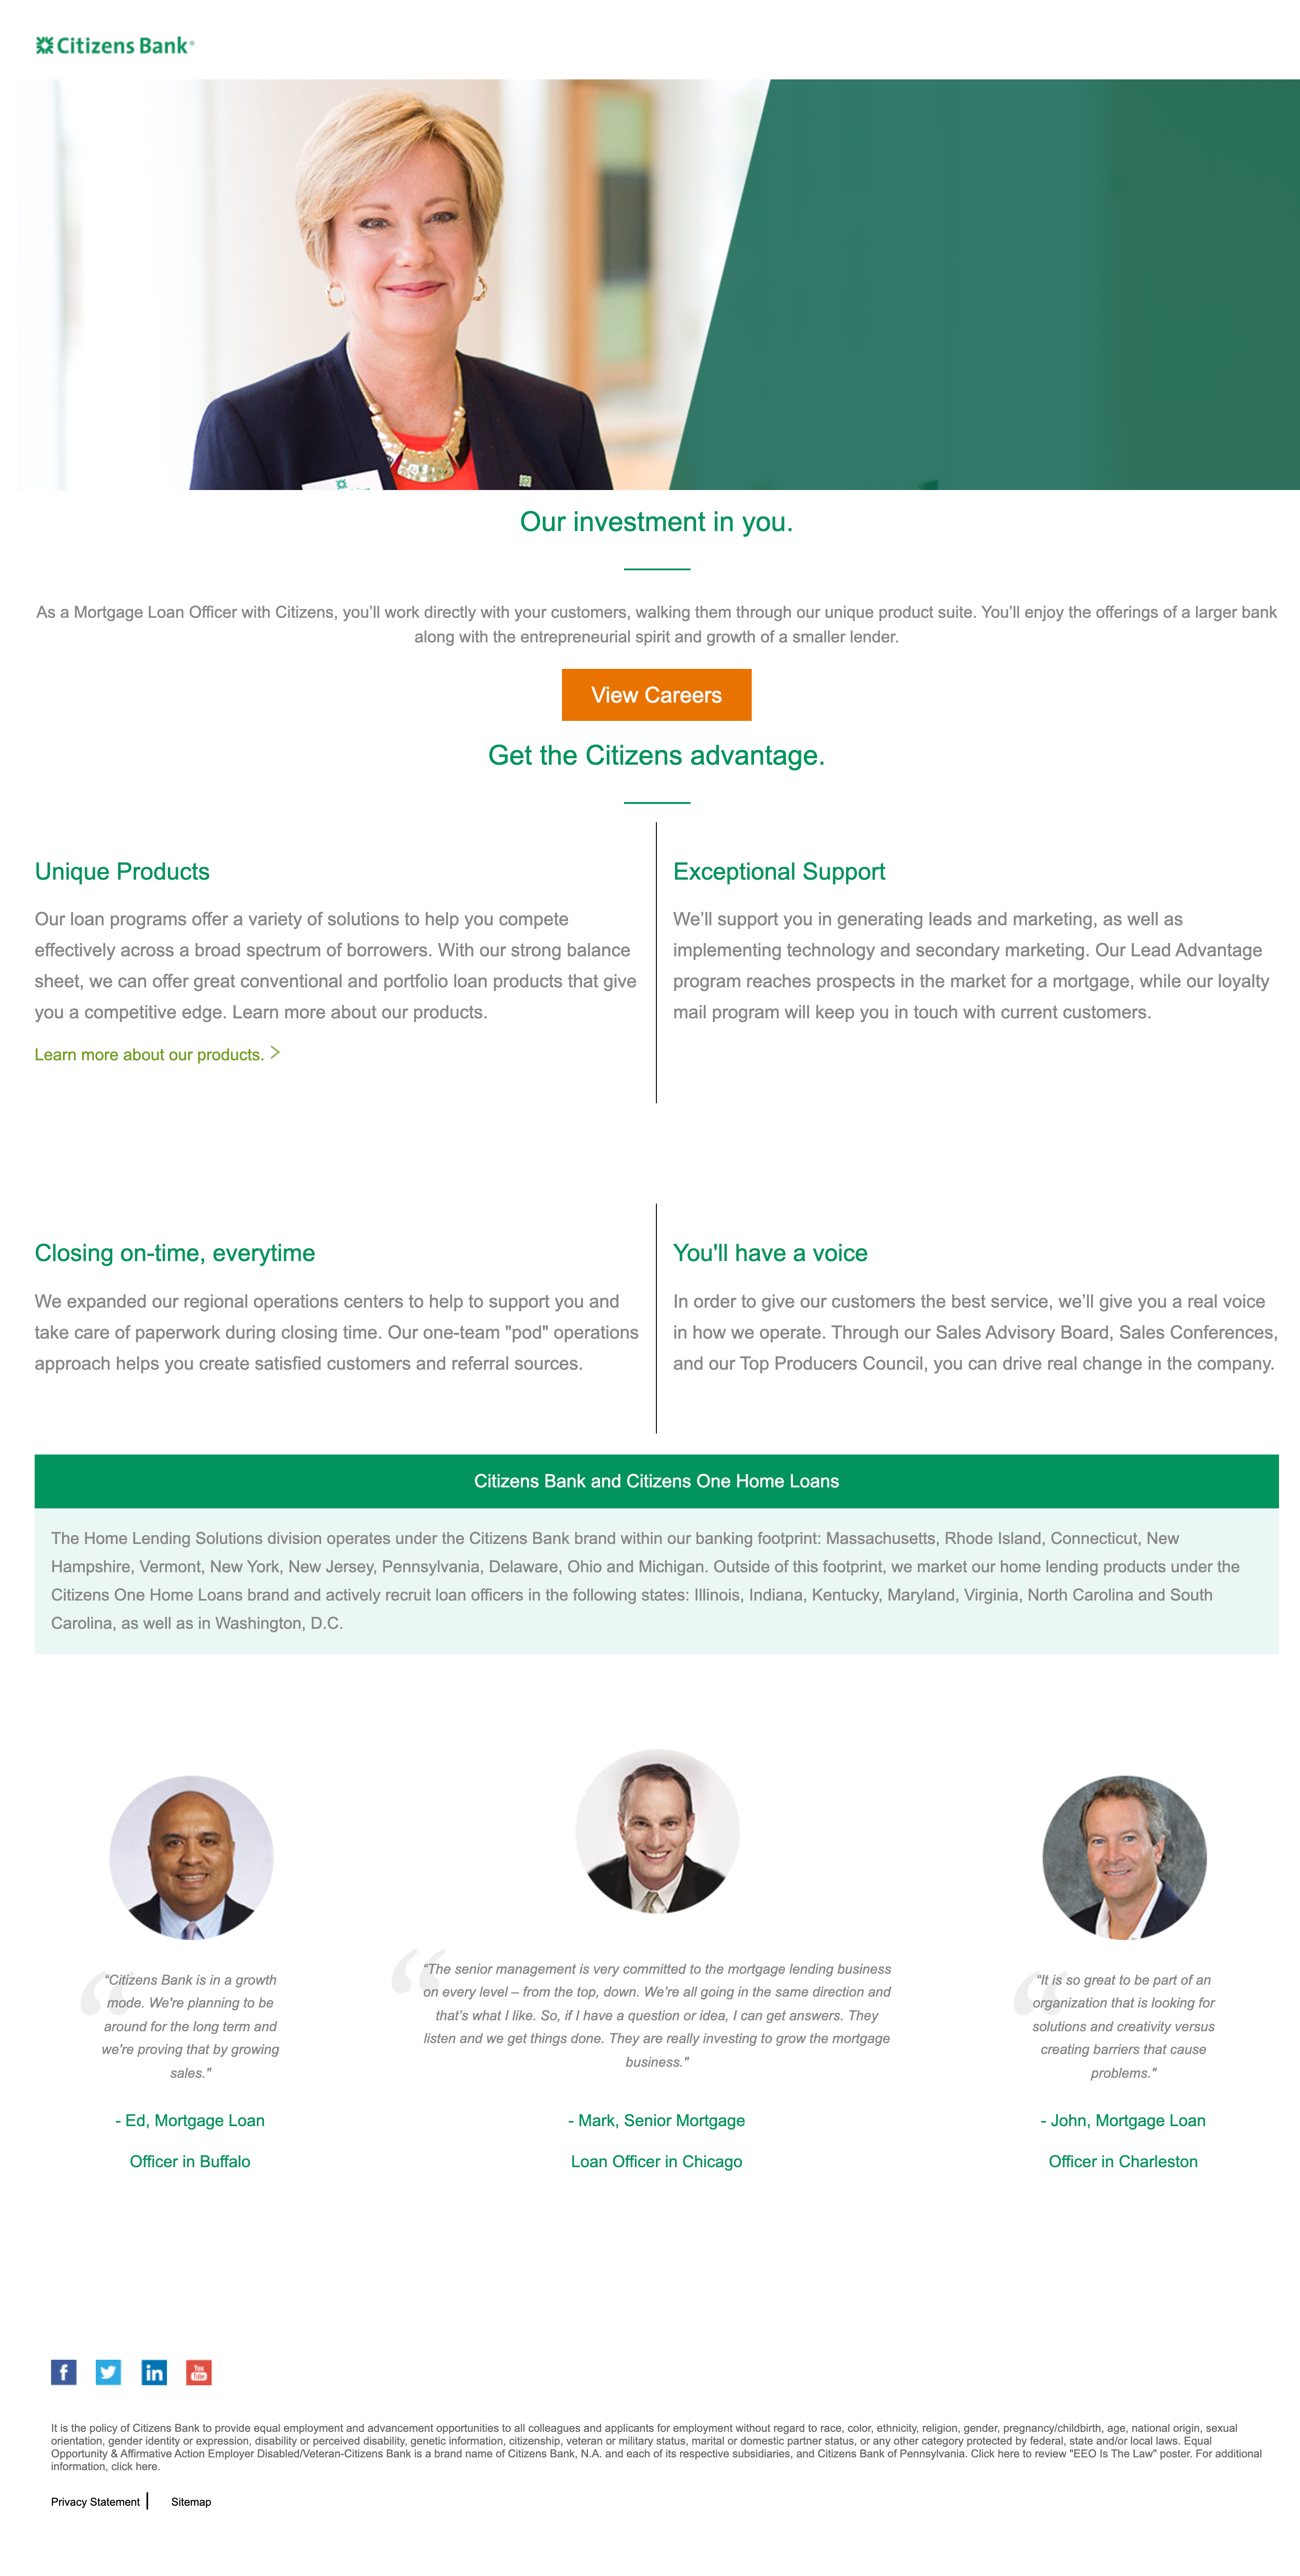 Citizens Bank®
Our investment in you.
As a Mortgage Loan Officer with Citizens, you’ll work directly with your customers, walking them through our unique product suite. You’ll enjoy the offerings of a larger bank
along with the entrepreneurial spirit and growth of a smaller lender.
View Careers
Get the Citizens advantage.
Unique Products
Our loan programs offer a variety of solutions to help you compete
effectively across a broad spectrum of borrowers. With our strong balance
sheet, we can offer great conventional and portfolio loan products that give
you a competitive edge. Learn more about our products.
Learn more about our products. >
Exceptional Support
We’ll support you in generating leads and marketing, as well as
implementing technology and secondary marketing. Our Lead Advantage
program reaches prospects in the market for a mortgage, while our loyalty
mail program will keep you in touch with current customers.
Closing on-time, everytime
We expanded our regional operations centers to help to support you and
take care of paperwork during closing time. Our one-team "pod" operations
approach helps you create satisfied customers and referral sources.
You'll have a voice
In order to give our customers the best service, we’ll give you a real voice
in how we operate. Through our Sales Advisory Board, Sales Conferences,
and our Top Producers Council, you can drive real change in the company.
Citizens Bank and Citizens One Home Loans
The Home Lending Solutions division operates under the Citizens Bank brand within our banking footprint: Massachusetts, Rhode Island, Connecticut, New
Hampshire, Vermont, New York, New Jersey, Pennsylvania, Delaware, Ohio and Michigan. Outside of this footprint, we market our home lending products under the
Citizens One Home Loans brand and actively recruit loan officers in the following states: Illinois, Indiana, Kentucky, Maryland, Virginia, North Carolina and South
Carolina, as well as in Washington, D.C.
“Citizens Bank is in a growth
mode. We're planning to be
around for the long term and
we're proving that by growing
sales."
- Ed, Mortgage Loan
Officer in Buffalo
“The senior management is very committed to the mortgage lending business
on every level – from the top, down. We’re all going in the same direction and
that’s what I like. So, if I have a question or idea, I can get answers. They
listen and we get things done. They are really investing to grow the mortgage
business."
- Mark, Senior Mortgage
Loan Officer in Chicago
“It is so great to be part of an
organization that is looking for
solutions and creativity versus
creating barriers that cause
problems."
- John, Mortgage Loan
Officer in Charleston
f
in
You
Tube
It is the policy of Citizens Bank to provide equal employment and advancement opportunities to all colleagues and applicants for employment without regard to race, color, ethnicity, religion, gender, pregnancy/childbirth, age, national origin, sexual
orientation, gender identity or expression, disability or perceived disability, genetic information, citizenship, veteran or military status, marital or domestic partner status, or any other category protected by federal, state and/or local laws. Equal
Opportunity & Affirmative Action Employer Disabled/Veteran-Citizens Bank is a brand name of Citizens Bank, N.A. and each of its respective subsidiaries, and Citizens Bank of Pennsylvania. Click here to review "EEO Is The Law" poster. For additional
information, click here.
Privacy Statement | Sitemap